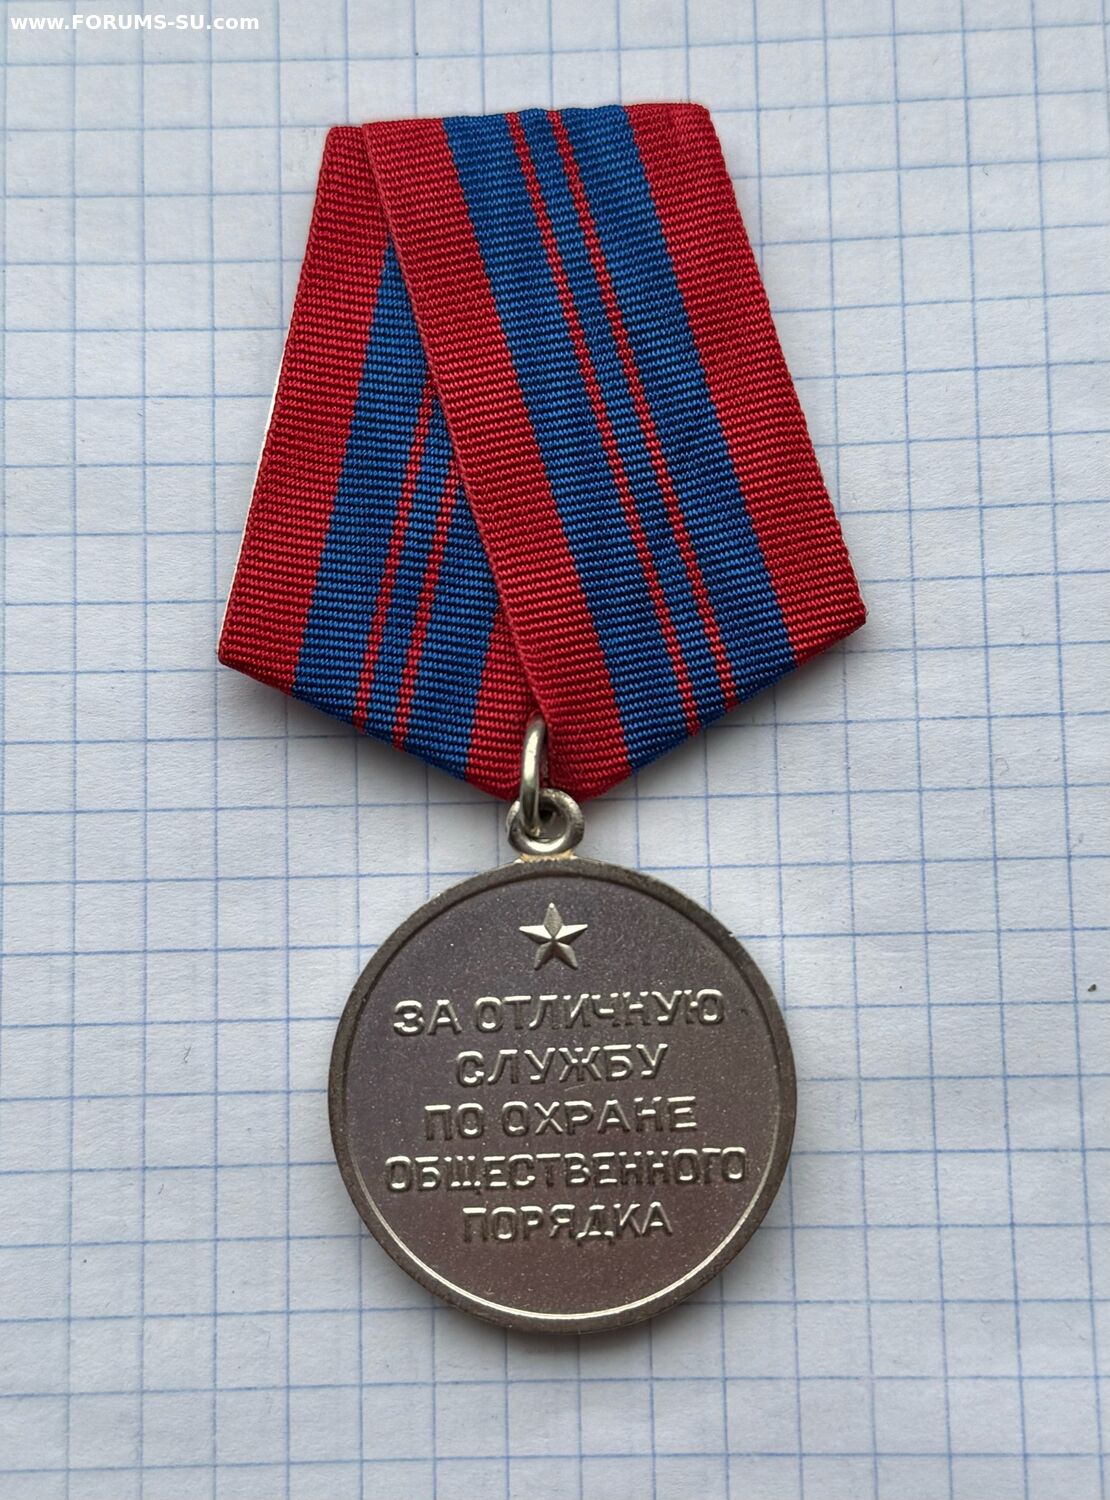 www.FORUMS-SU.com
ЗА ОТЛИЧНУЮ
СЛУЖБУ
ПО ОХРАНЕ
ОБЩЕСТВЕННОГО
ПОРЯДКА